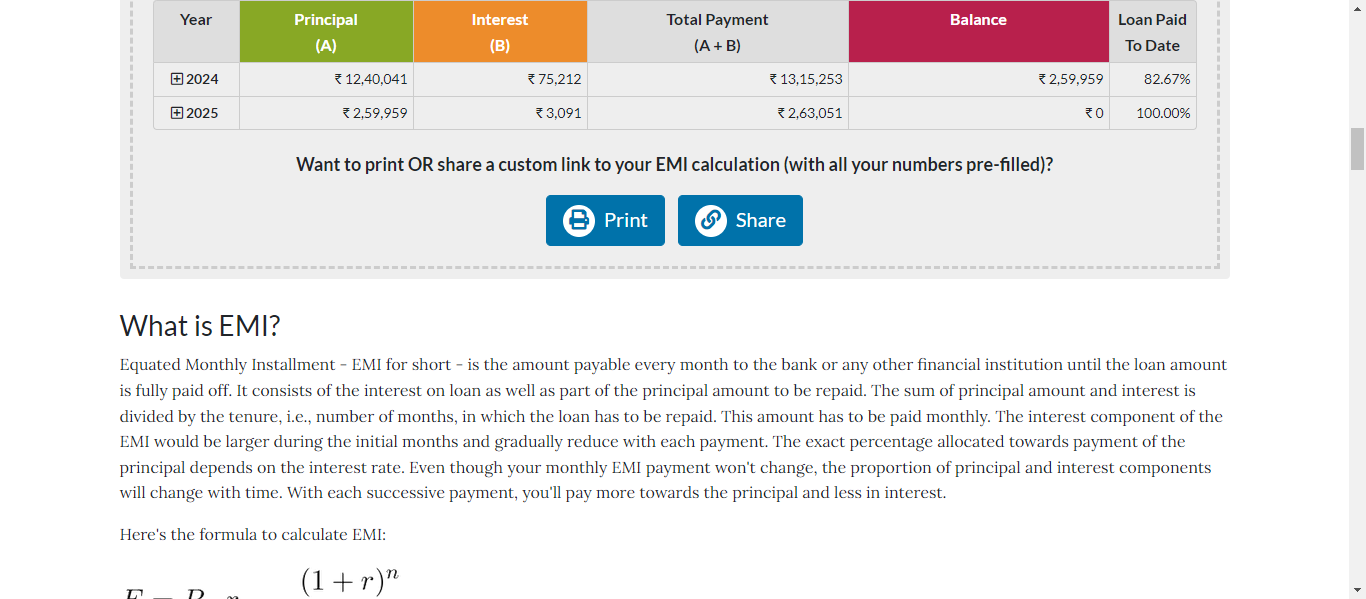 Year Principal Interest Total Payment Balance Loan Paid
(A) (B) (A + B) To Date
2024 ₹ 12,40,041 ₹ 75,212 ₹ 13,15,253 ₹ 2,59,959 82.67%
2025 ₹ 2,59,959 ₹ 3,091 ₹ 2,63,051 ₹ 0 100.00%
Want to print OR share a custom link to your EMI calculation (with all your numbers pre-filled)?
Print Share
What is EMI?
Equated Monthly Installment - EMI for short - is the amount payable every month to the bank or any other financial institution until the loan amount
is fully paid off. It consists of the interest on loan as well as part of the principal amount to be repaid. The sum of principal amount and interest is
divided by the tenure, i.e., number of months, in which the loan has to be repaid. This amount has to be paid monthly. The interest component of the
EMI would be larger during the initial months and gradually reduce with each payment. The exact percentage allocated towards payment of the
principal depends on the interest rate. Even though your monthly EMI payment won't change, the proportion of principal and interest components
will change with time. With each successive payment, you'll pay more towards the principal and less in interest.
Here's the formula to calculate EMI:
(1 + r)ⁿ